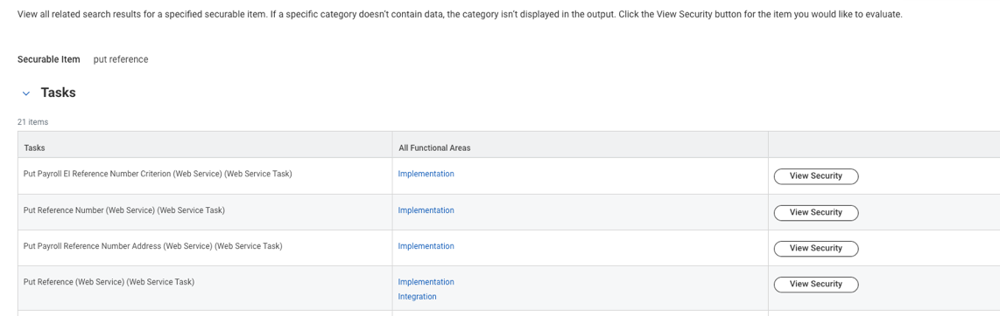 View all related search results for a specified securable item. If a specific category doesn’t contain data, the category isn’t displayed in the output. Click the View Security button for the item you would like to evaluate.
Securable Item put reference
Tasks
21 items
Tasks All Functional Areas
Put Payroll EI Reference Number Criterion (Web Service) (Web Service Task) Implementation View Security
Put Reference Number (Web Service) (Web Service Task) Implementation View Security
Put Payroll Reference Number Address (Web Service) (Web Service Task) Implementation View Security
Put Reference (Web Service) (Web Service Task) Implementation View Security
Integration